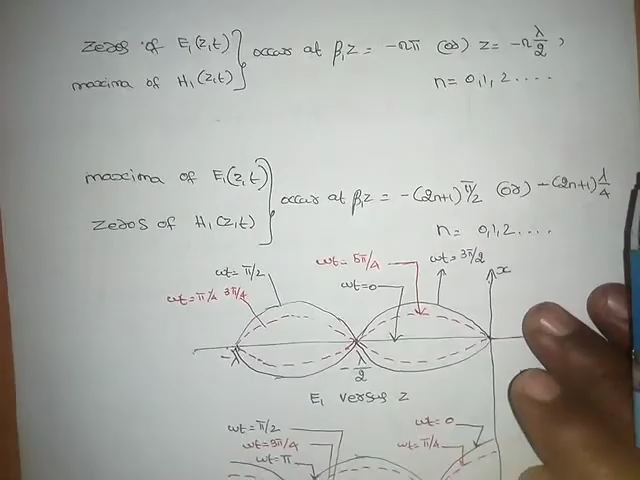 Zeros of E₁(z,t) } occur at β₁z = -nπ (or) z = -n λ/2 ,
maxima of H₁(z,t) } n = 0,1,2 ....
maxima of E₁(z,t) } occur at β₁z = -(2n+1) π/2 (or) -(2n+1) λ/4
Zeros of H₁(z,t) } n = 0,1,2....
ωt = 5π/4 ωt = 3π/2
ωt = π/2 ωt = 0 x
ωt = π/4 3π/4
-λ -λ/2
E₁ versus z
ωt = π/2 ωt = 0
ωt = 3π/4 ωt = π/4
ωt = π